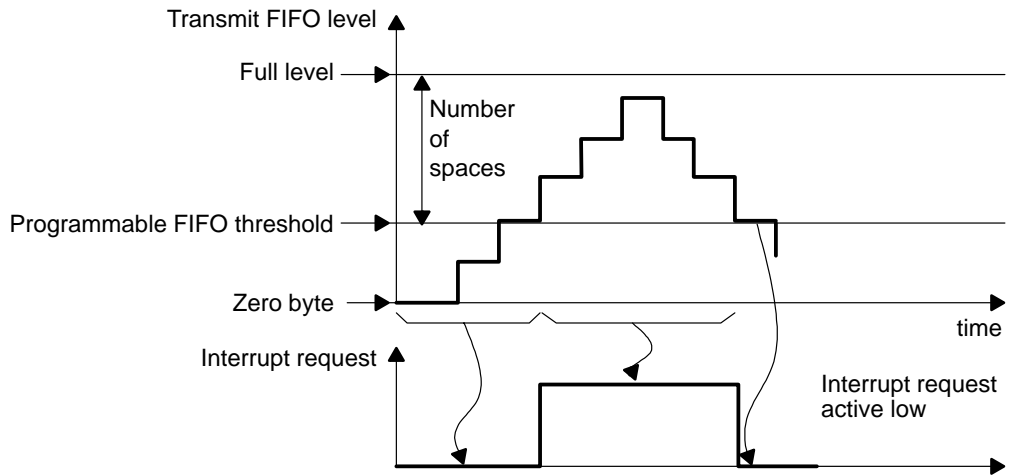 Transmit FIFO level
Full level
Number
of
spaces
Programmable FIFO threshold
Zero byte
time
Interrupt request
Interrupt request
active low